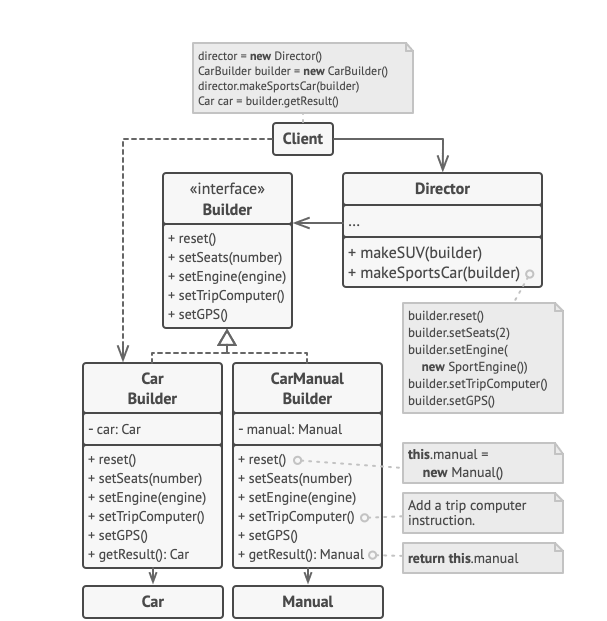 director = new Director()
CarBuilder builder = new CarBuilder()
director.makeSportsCar(builder)
Car car = builder.getResult()
Client
«interface»
Builder
+ reset()
+ setSeats(number)
+ setEngine(engine)
+ setTripComputer()
+ setGPS()
Director
...
+ makeSUV(builder)
+ makeSportsCar(builder)
builder.reset()
builder.setSeats(2)
builder.setEngine(
new SportEngine())
builder.setTripComputer()
builder.setGPS()
Car
Builder
- car: Car
+ reset()
+ setSeats(number)
+ setEngine(engine)
+ setTripComputer()
+ setGPS()
+ getResult(): Car
CarManual
Builder
- manual: Manual
+ reset()
+ setSeats(number)
+ setEngine(engine)
+ setTripComputer()
+ setGPS()
+ getResult(): Manual
this.manual =
new Manual()
Add a trip computer
instruction.
return this.manual
Car
Manual